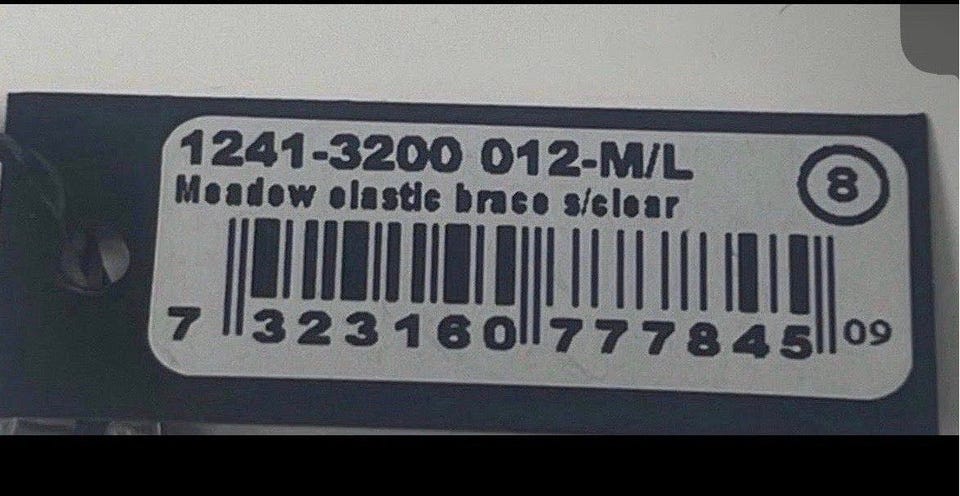 1241-3200 012-M/L
8
Meadow elastic brace s/clear
7 323160 777845 09